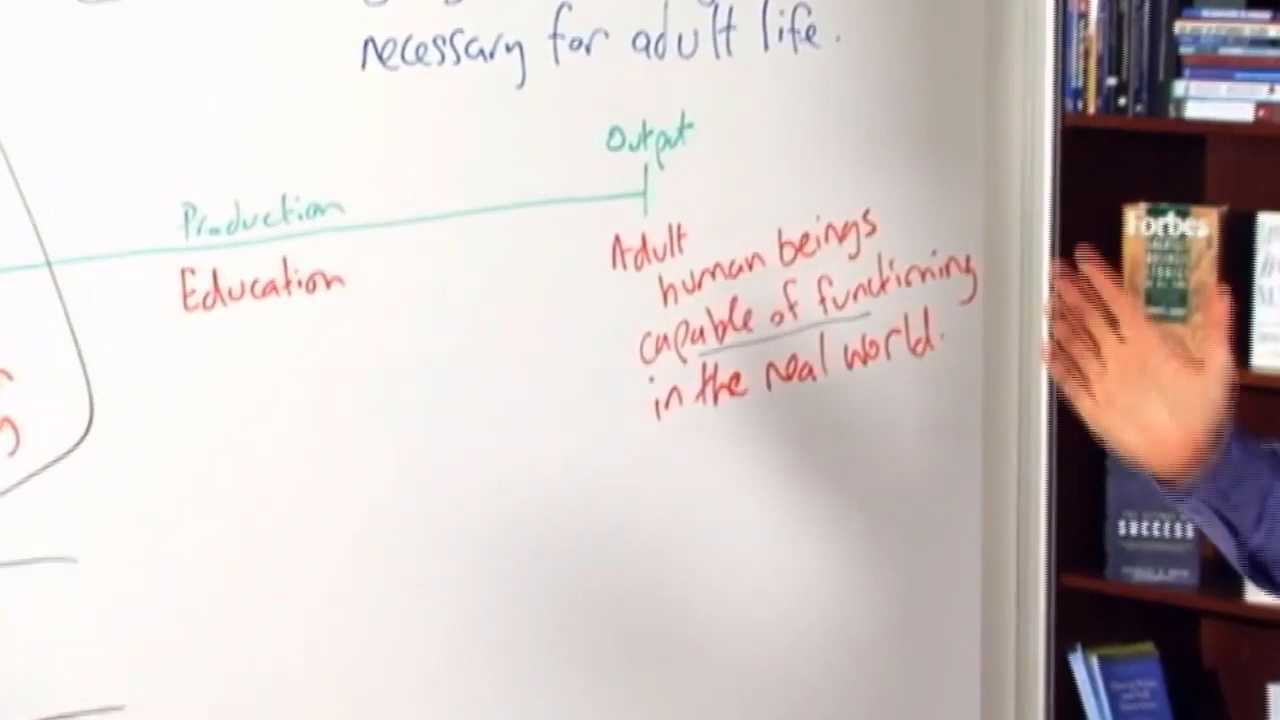 necessary for adult life.
Output
Production
Education
Adult
human beings
capable of functioning
in the real world.
Forbes
SUCCESS